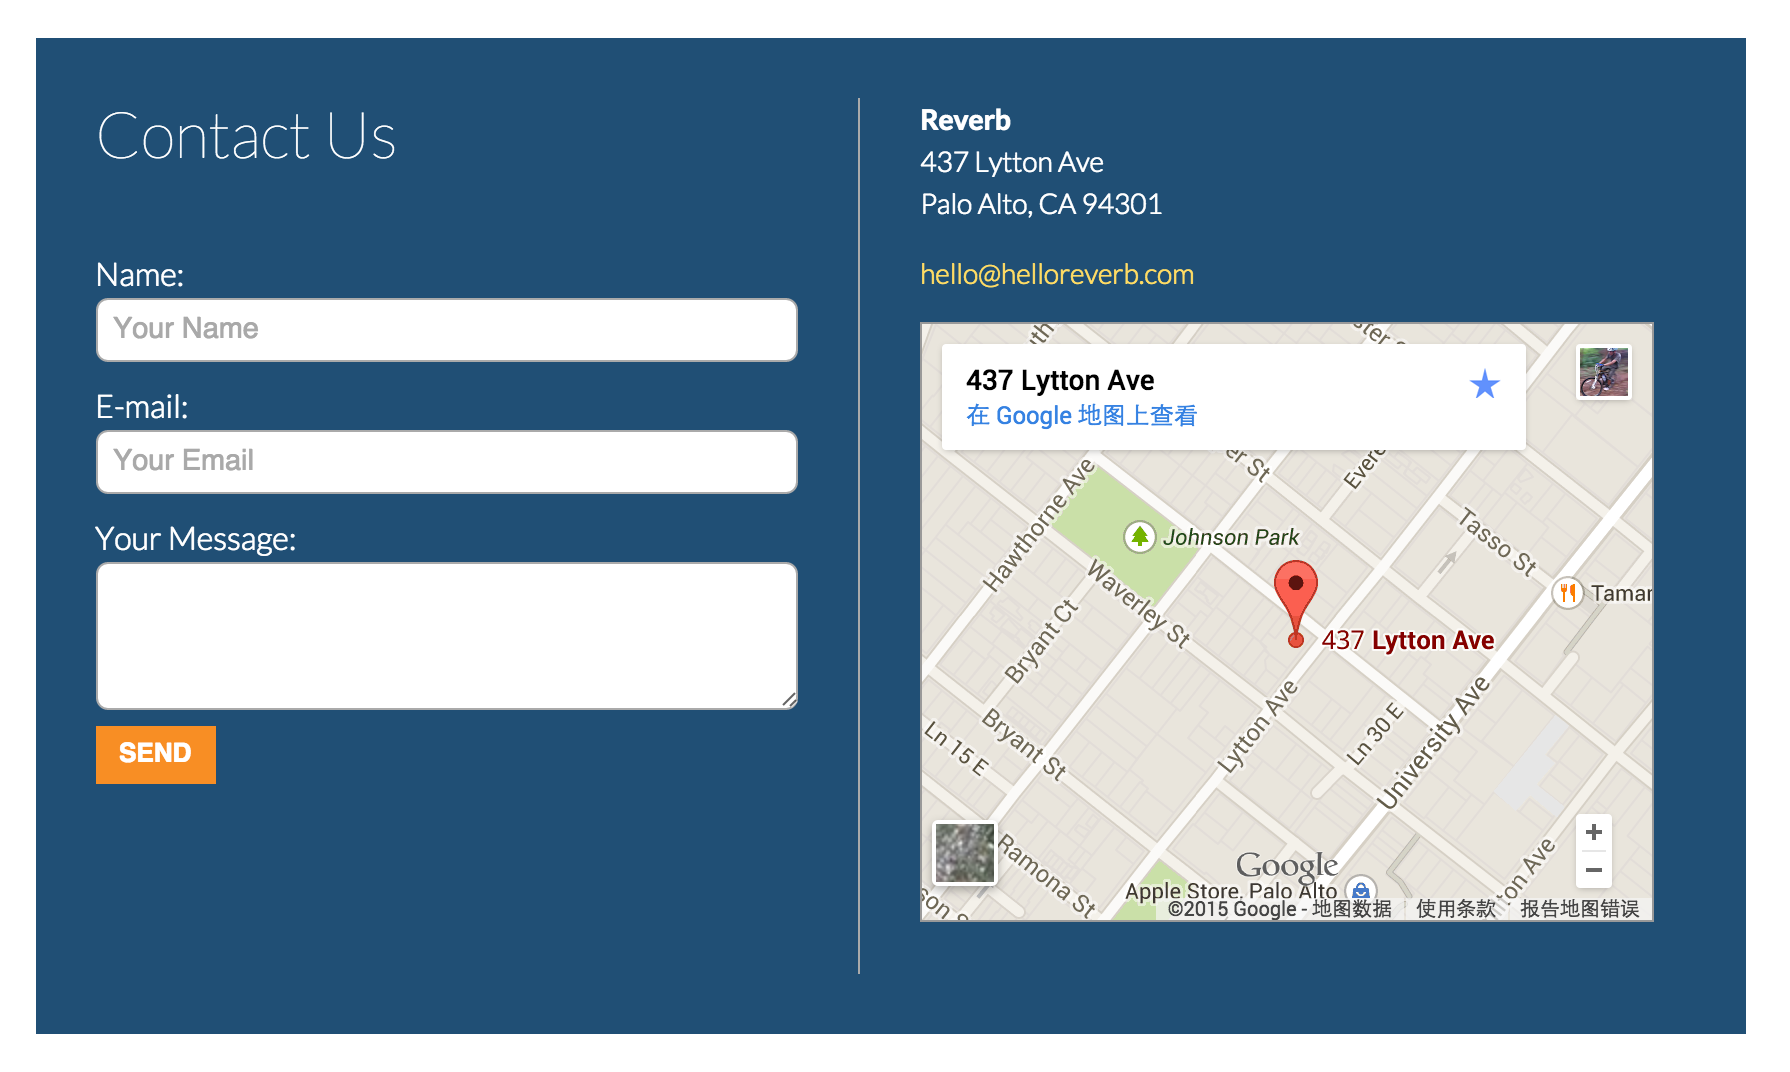 Contact Us
Name:
Your Name
E-mail:
Your Email
Your Message:
SEND
Reverb
437 Lytton Ave
Palo Alto, CA 94301
hello@helloreverb.com
437 Lytton Ave
在 Google 地图上查看
Hawthorne Ave
Johnson Park
Tasso St
Waverley St
Bryant Ct
437 Lytton Ave
Bryant St
Ln 15 E
Lytton Ave
Ln 30 E
University Ave
Ramona St
Google
Apple Store, Palo Alto
©2015 Google - 地图数据
使用条款
报告地图错误